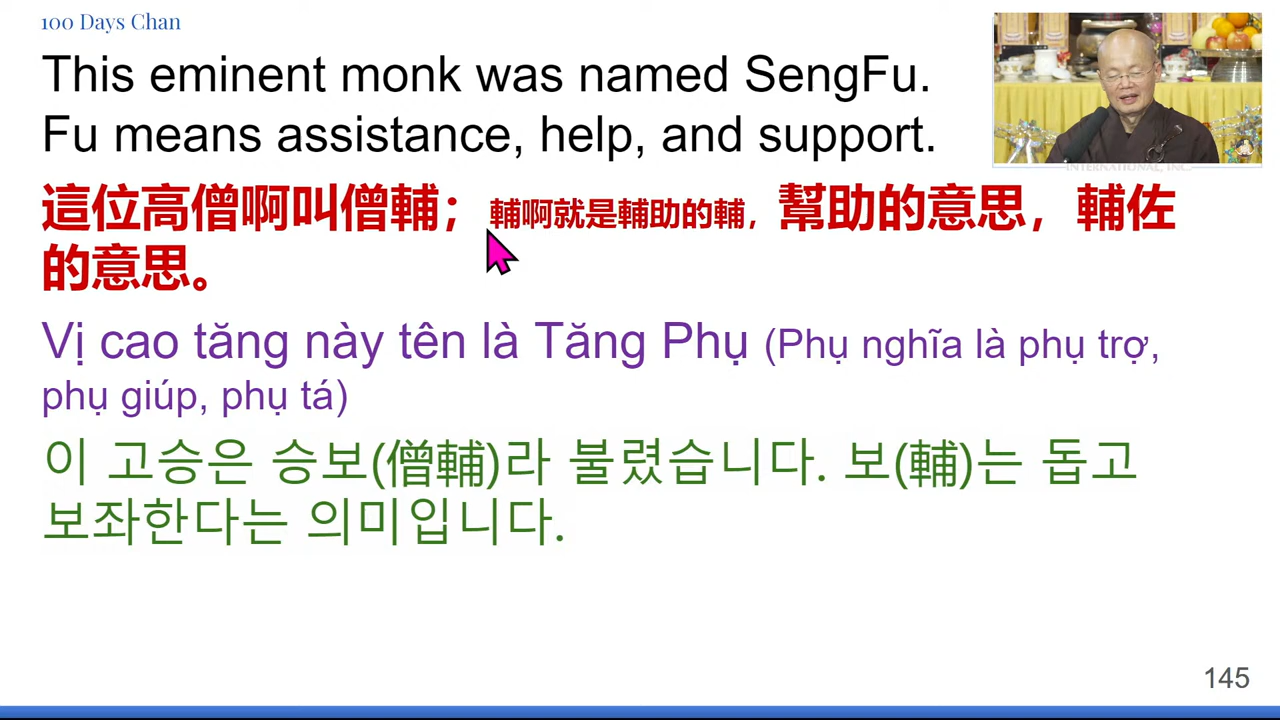 100 Days Chan
This eminent monk was named SengFu.
Fu means assistance, help, and support.
這位高僧啊叫僧輔；輔啊就是輔助的輔，幫助的意思，輔佐
的意思。
Vị cao tăng này tên là Tăng Phụ (Phụ nghĩa là phụ trợ,
phụ giúp, phụ tá)
이 고승은 승보(僧輔)라 불렸습니다. 보(輔)는 돕고
보좌한다는 의미입니다.
INTERNATIONAL, INC.
145